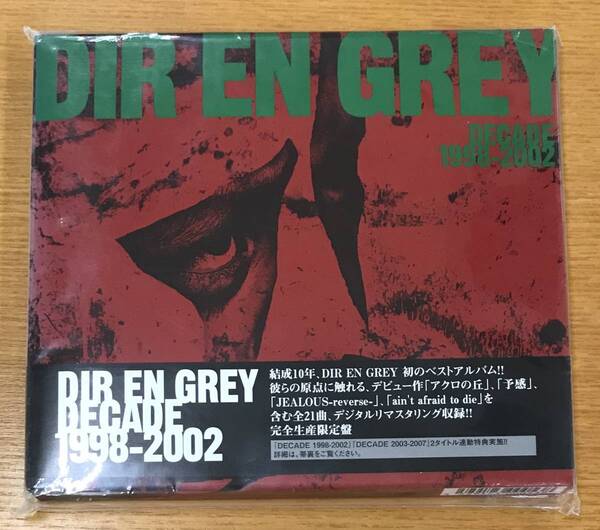 DIR EN GREY
DECADE
1998-2002
DIR EN GREY
DECADE
1998-2002
結成10年、DIR EN GREY 初のベストアルバム!!
彼らの原点に触れる、デビュー作「アクロの丘」、「予感」、
「JEALOUS-reverse-」、「ain't afraid to die」を
含む全21曲、デジタルリマスタリング収録!!
完全生産限定盤
「DECADE 1998-2002」「DECADE 2003-2007」2タイトル連動特典実施!!
詳細は、帯裏をご覧ください。